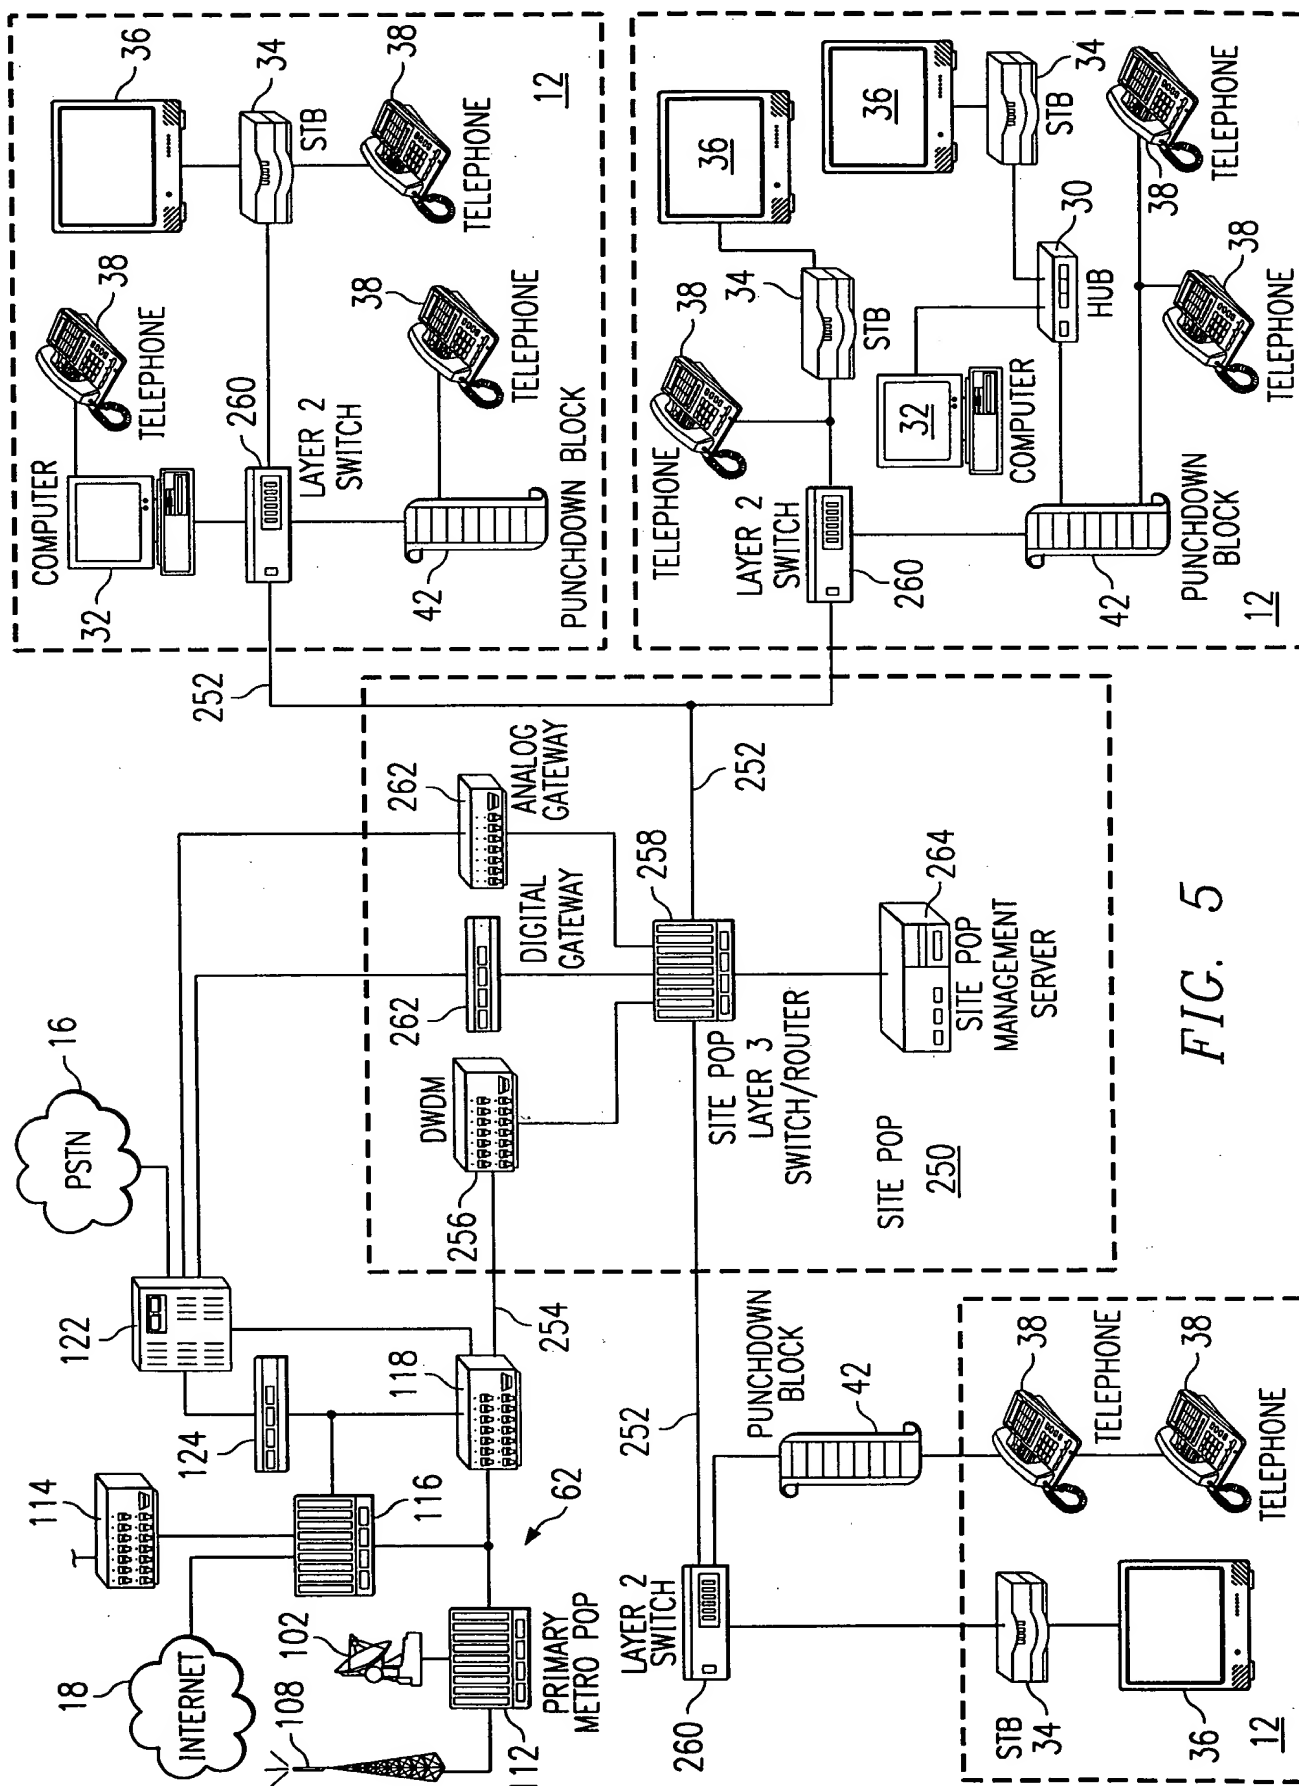 PSTN
16
INTERNET
18
108
114
124
122
102
112
116
118
62
PRIMARY
METRO POP
254
256
DWDM
262
DIGITAL
GATEWAY
262
ANALOG
GATEWAY
258
SITE POP
LAYER 3
SWITCH/ROUTER
264
SITE POP
MANAGEMENT
SERVER
SITE POP
250
252
252
252
COMPUTER
32
38
TELEPHONE
36
34
STB
38
TELEPHONE
12
260
LAYER 2
SWITCH
38
TELEPHONE
42
PUNCHDOWN BLOCK
TELEPHONE
38
36
34
STB
36
34
STB
LAYER 2
SWITCH
260
32
COMPUTER
30
HUB
38
TELEPHONE
38
TELEPHONE
42
PUNCHDOWN
BLOCK
12
LAYER 2
SWITCH
260
PUNCHDOWN
BLOCK
42
38
TELEPHONE
38
TELEPHONE
STB
34
36
12
FIG. 5